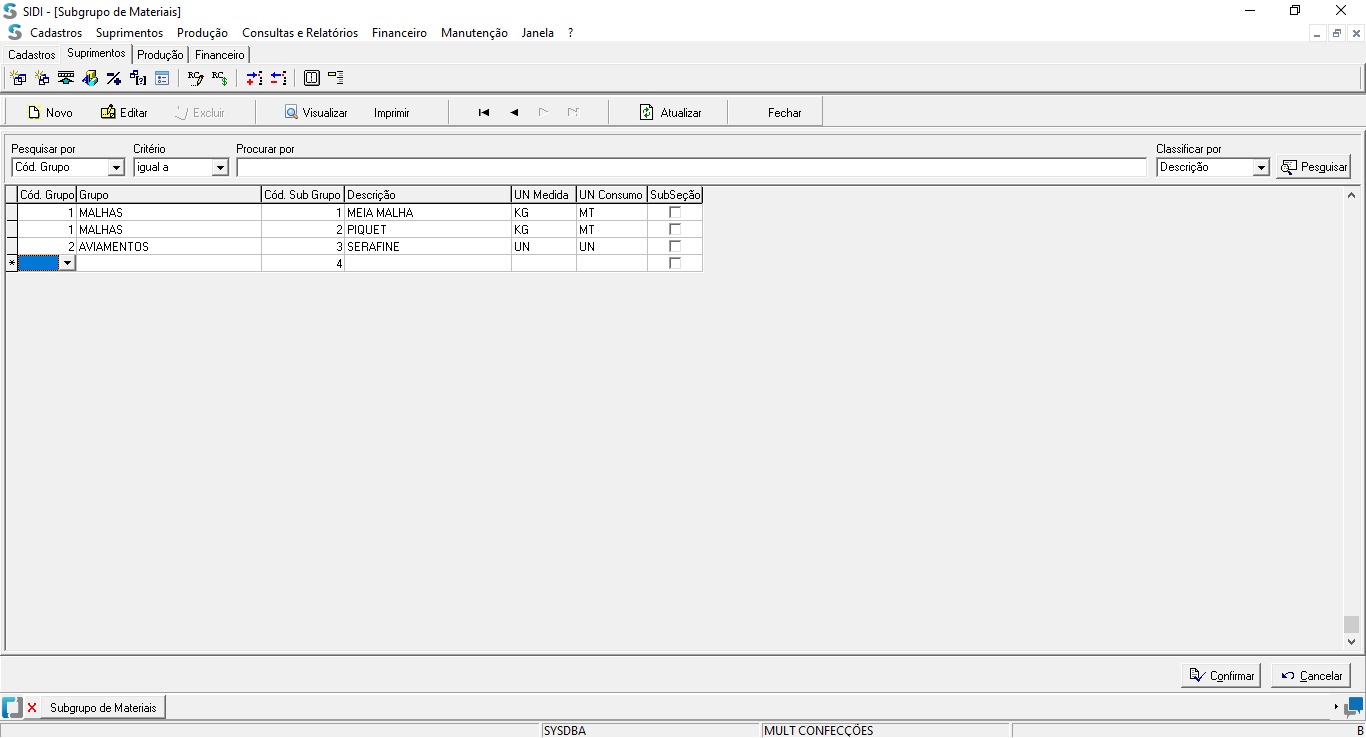 SIDI - [Subgrupo de Materiais]
Cadastros Suprimentos Produção Consultas e Relatórios Financeiro Manutenção Janela ?
Cadastros Suprimentos Produção Financeiro
Novo Editar Excluir Visualizar Imprimir Atualizar Fechar
Pesquisar por Critério Procurar por Classificar por
Cód. Grupo igual a Descrição Pesquisar
Cód. Grupo Grupo Cód. Sub Grupo Descrição UN Medida UN Consumo SubSeção
1 MALHAS 1 MEIA MALHA KG MT
1 MALHAS 2 PIQUET KG MT
2 AVIAMENTOS 3 SERAFINE UN UN
* 4
Confirmar Cancelar
Subgrupo de Materiais
SYSDBA MULT CONFECÇÕES B